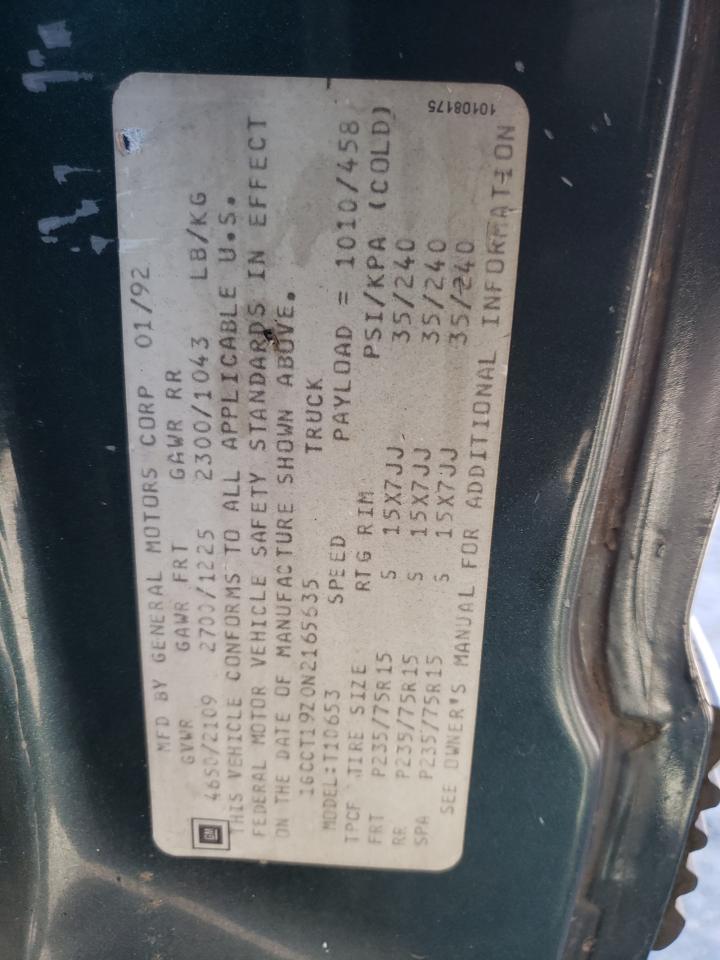 MFD BY GENERAL MOTORS CORP 01/92
GVWR GAWR FRT GAWR RR
4650/2109 2700/1225 2300/1043 LB/KG
THIS VEHICLE CONFORMS TO ALL APPLICABLE U.S.
FEDERAL MOTOR VEHICLE SAFETY STANDARDS IN EFFECT
ON THE DATE OF MANUFACTURE SHOWN ABOVE.
1GCCT19Z0N2165635 TRUCK
MODEL:T10653 SPEED PAYLOAD = 1010/458
TPCF TIRE SIZE RTG RIM PSI/KPA (COLD)
FRT P235/75R15 S 15X7JJ 35/240
RR P235/75R15 S 15X7JJ 35/240
SPA P235/75R15 S 15X7JJ 35/240
SEE OWNER'S MANUAL FOR ADDITIONAL INFORMATION
GM
10108175